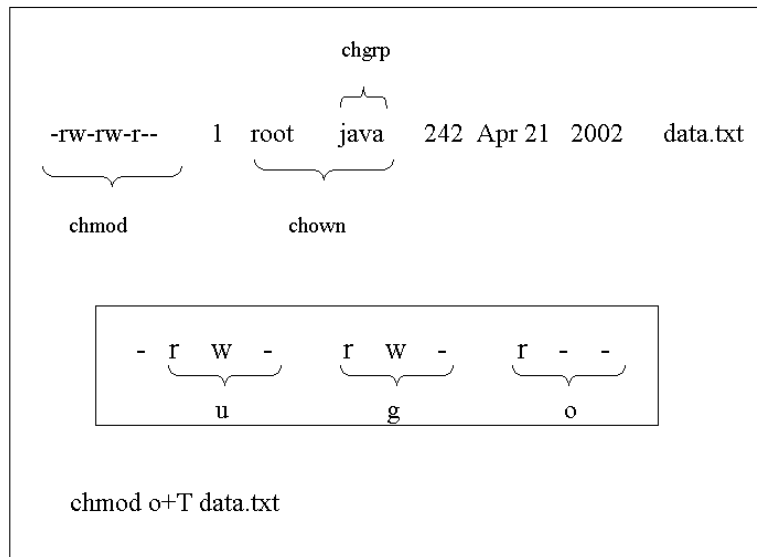 chgrp
-rw-rw-r-- 1 root java 242 Apr 21 2002 data.txt
chmod chown
- r w - r w - r - -
u g o
chmod o+T data.txt